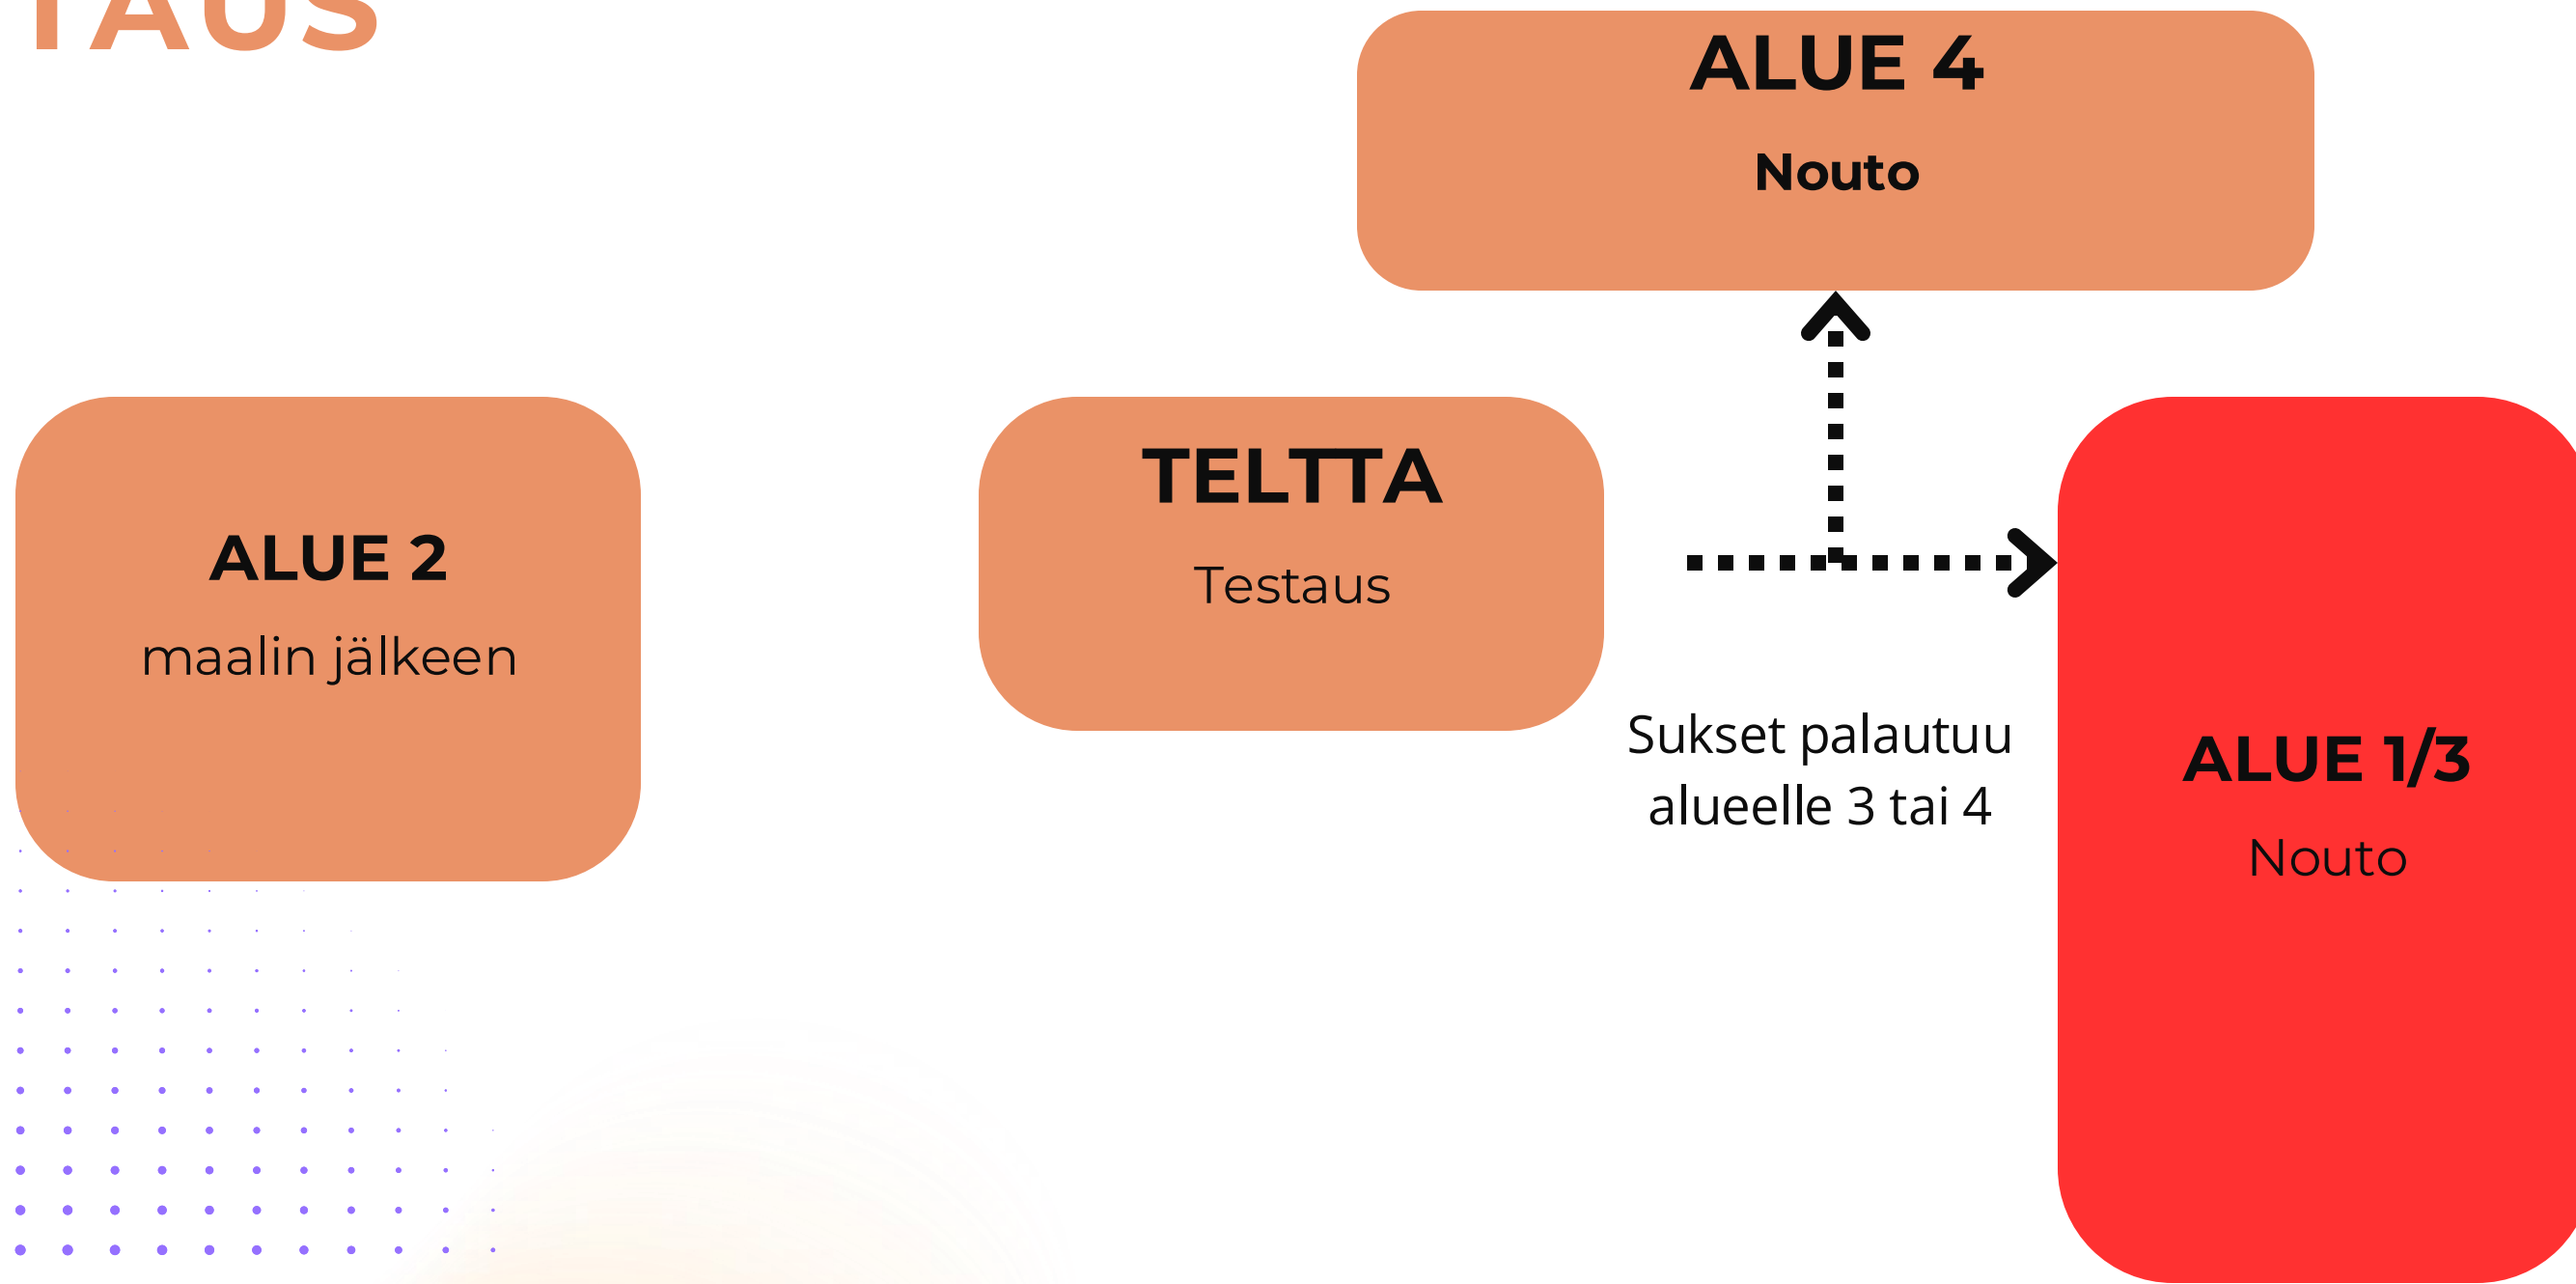 TAUS
ALUE 4
Nouto
ALUE 2
maalin jälkeen
TELTTA
Testaus
Sukset palautuu
alueelle 3 tai 4
ALUE 1/3
Nouto